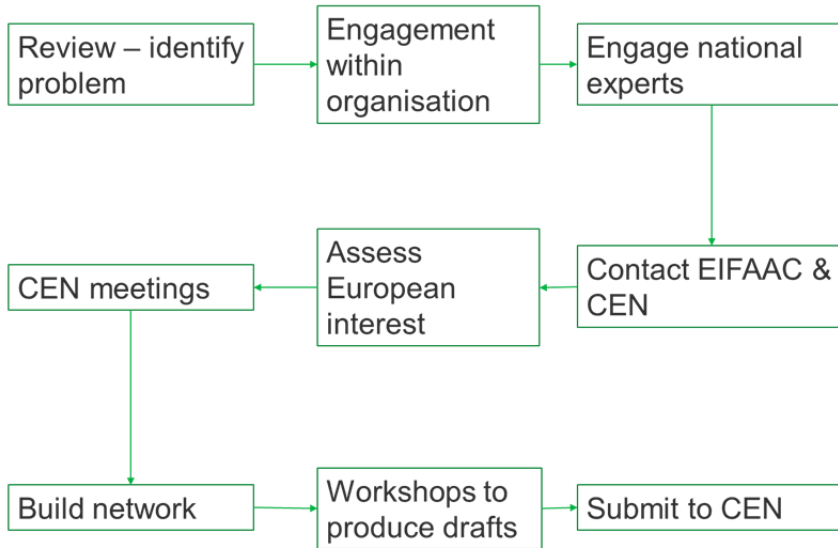 Review – identify
problem
Engagement
within
organisation
Engage national
experts
Contact EIFAAC &
CEN
Assess
European
interest
CEN meetings
Build network
Workshops to
produce drafts
Submit to CEN